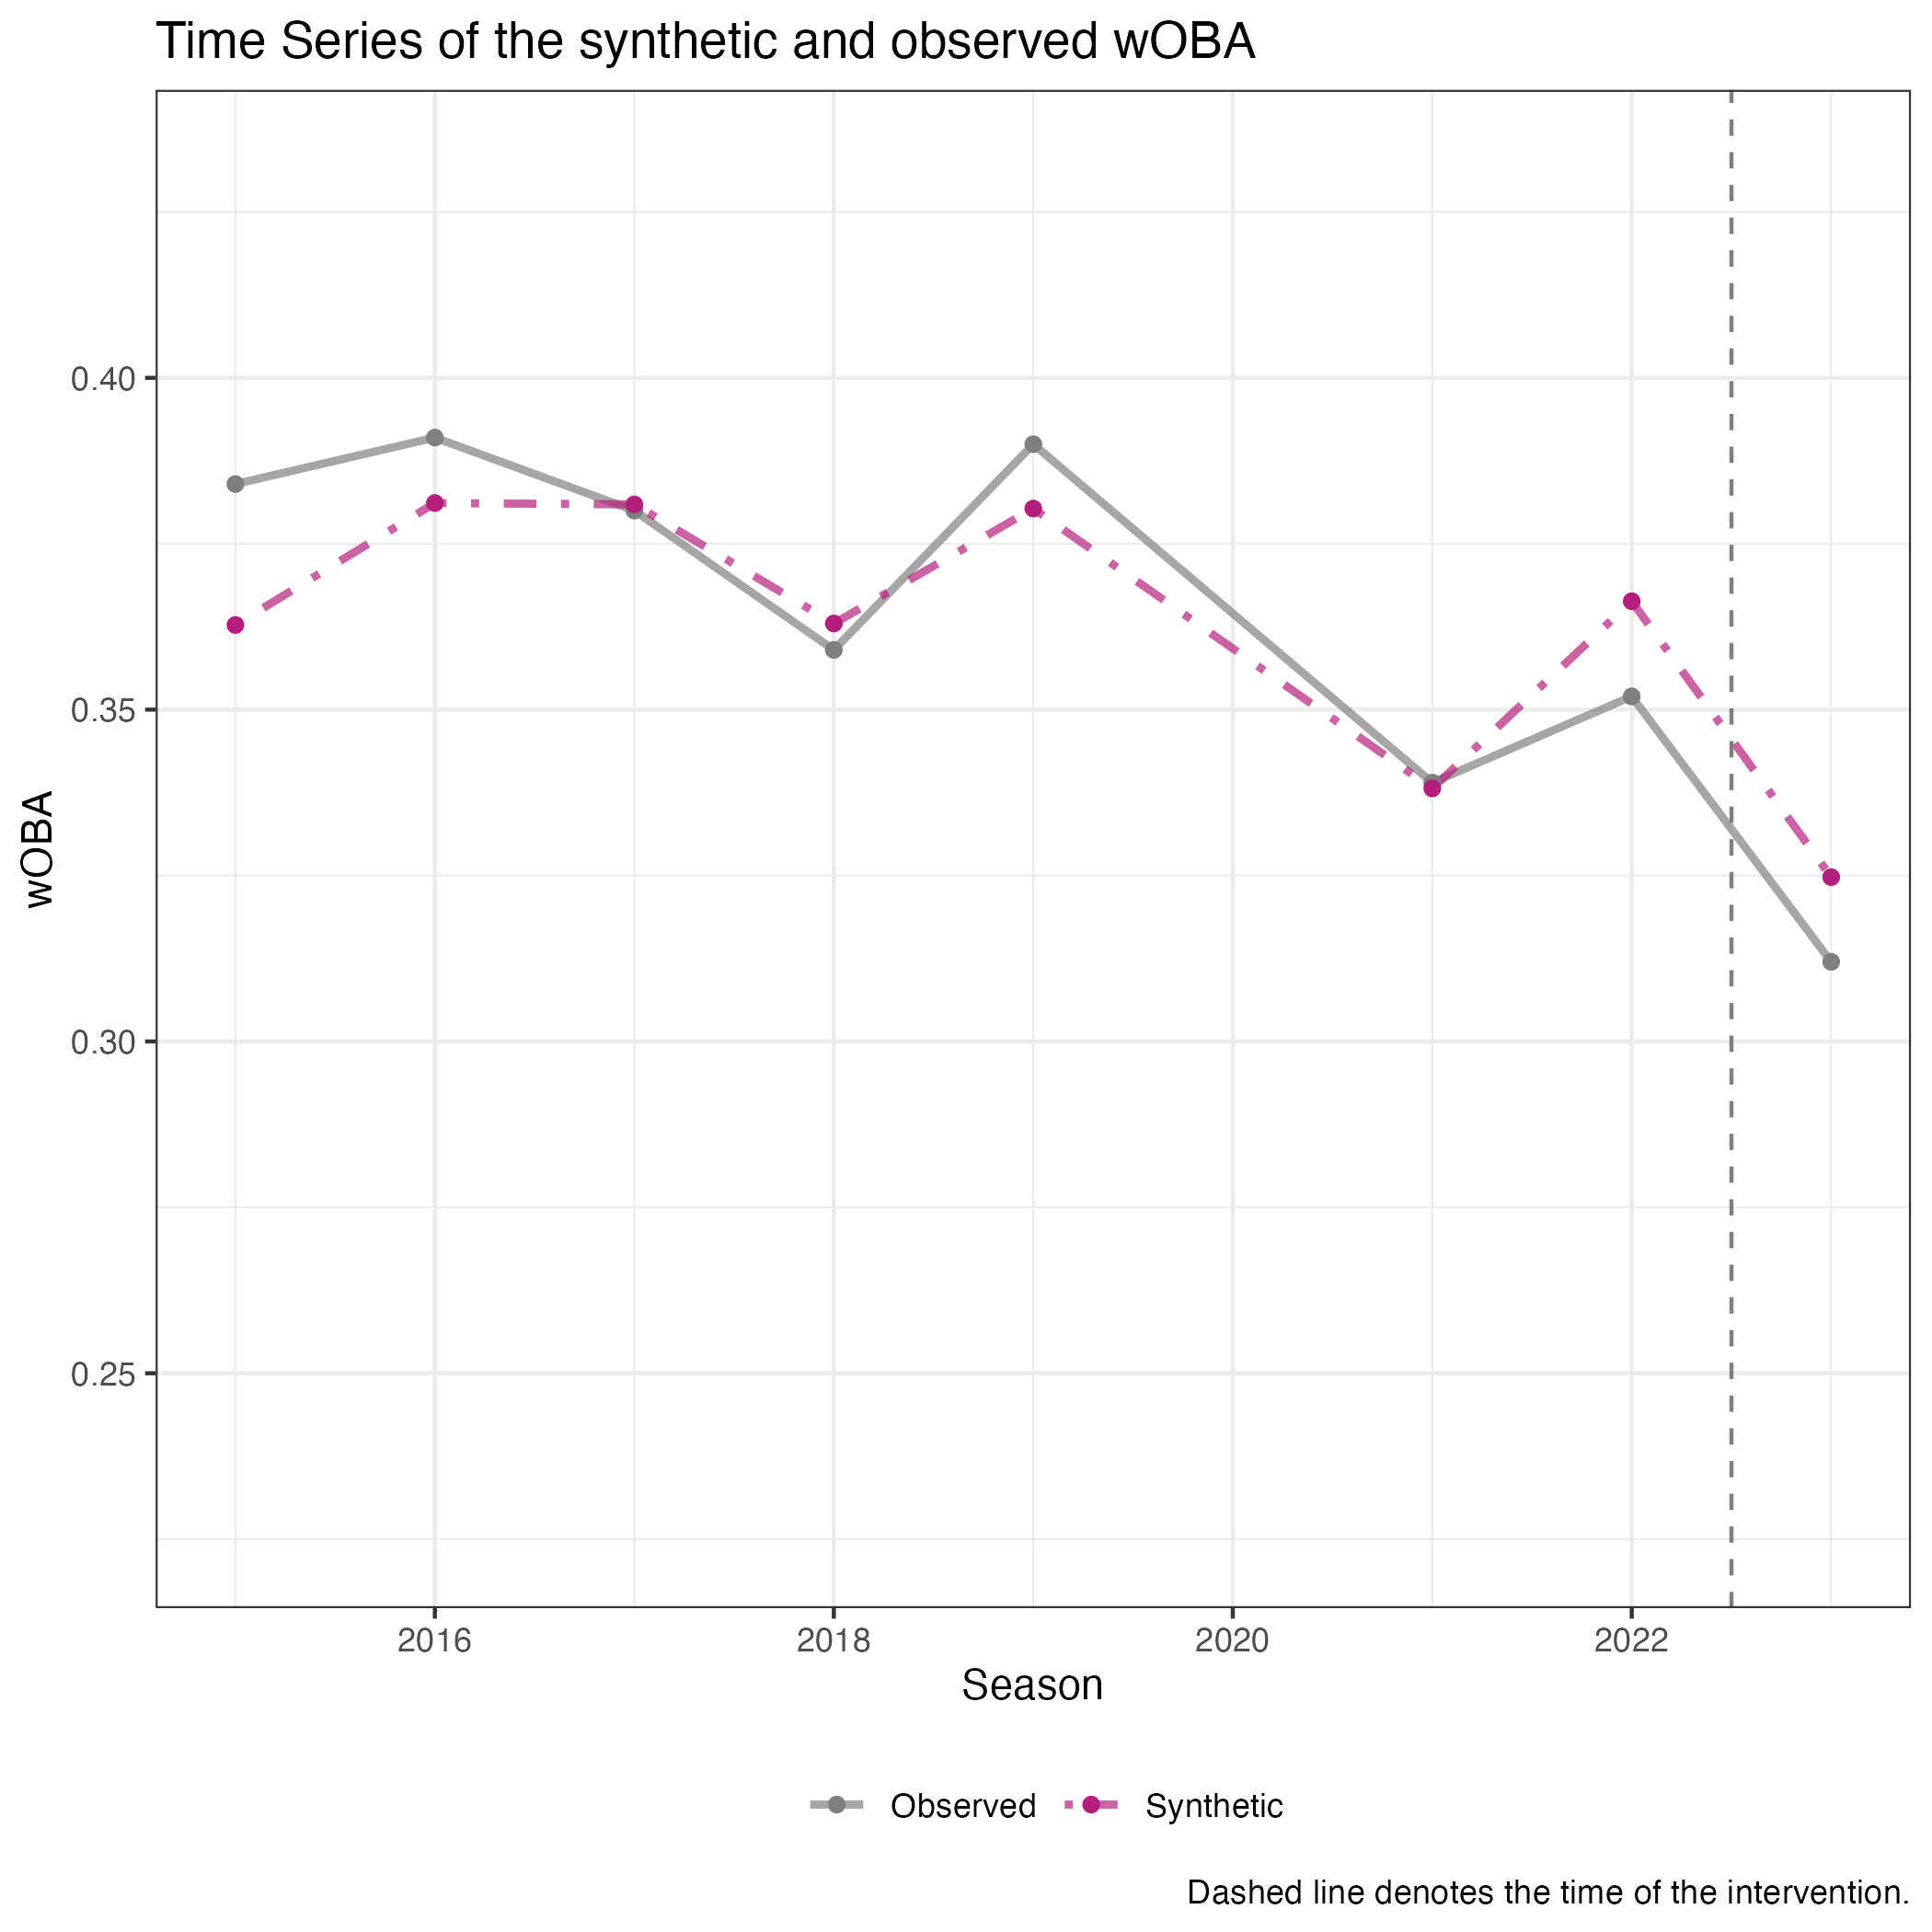 Time Series of the synthetic and observed wOBA
wOBA
0.40
0.35
0.30
0.25
2016 2018 2020 2022
Season
Observed Synthetic
Dashed line denotes the time of the intervention.